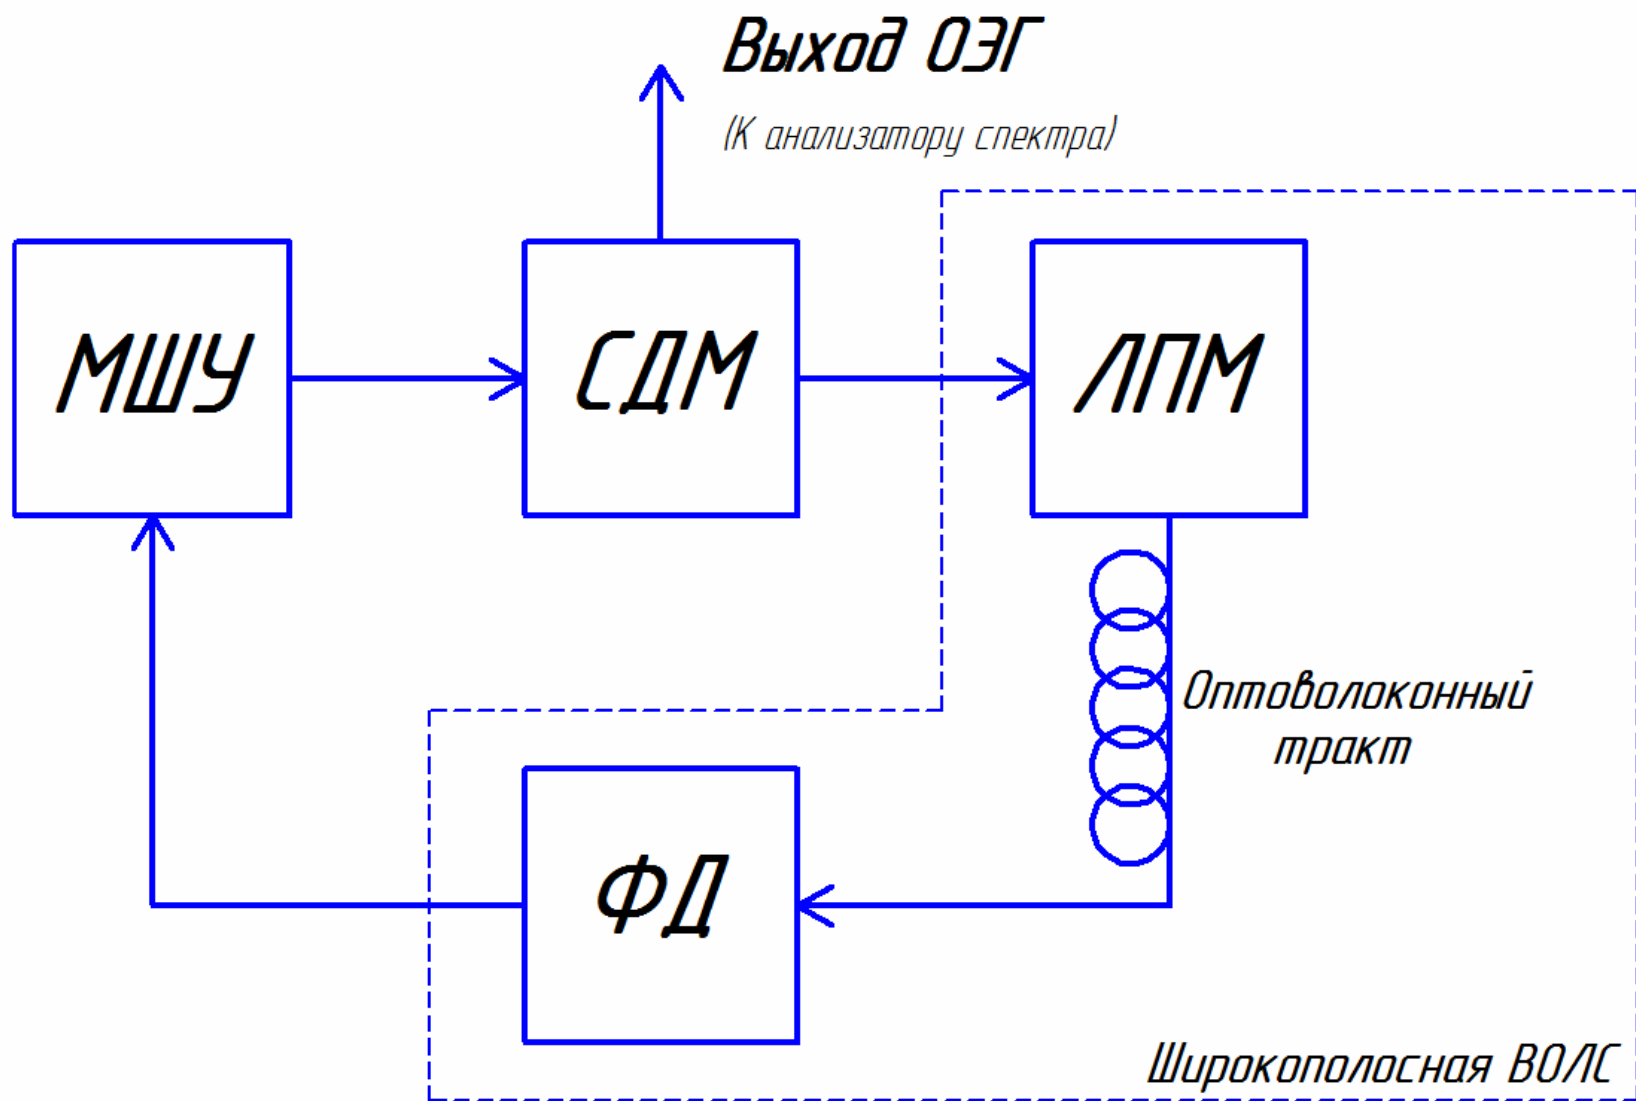 Выход ОЭГ
(К анализатору спектра)
МШУ
СДМ
ЛПМ
Оптоволоконный
тракт
ФД
Широкополосная ВОЛС